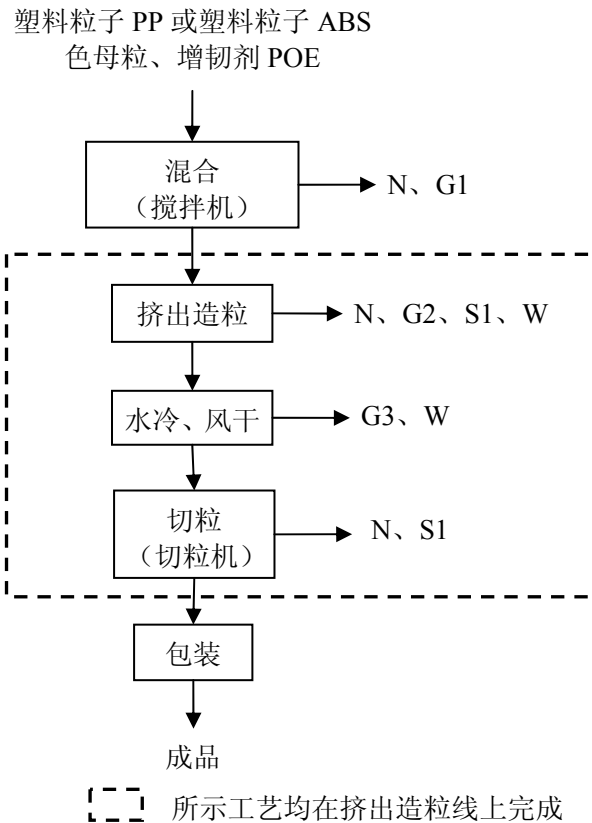 塑料粒子 PP 或塑料粒子 ABS
色母粒、增韧剂 POE
混合
（搅拌机）
N、G1
挤出造粒
N、G2、S1、W
水冷、风干
G3、W
切粒
（切粒机）
N、S1
包装
成品
所示工艺均在挤出造粒线上完成